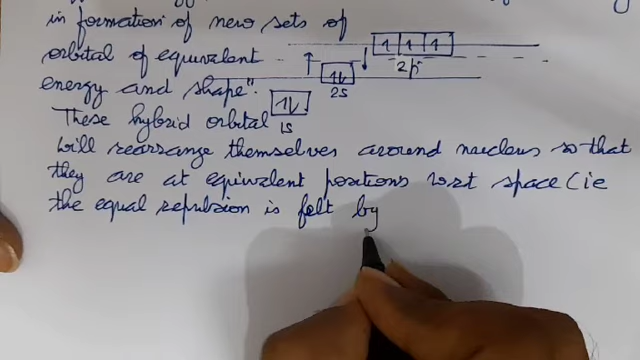 in formation of new sets of
orbital of equivalent
energy and shape".
2p
2s
1s
These hybrid orbital
will rearrange themselves around nucleus so that
they are at equivalent positions wrt space (ie
the equal repulsion is felt by